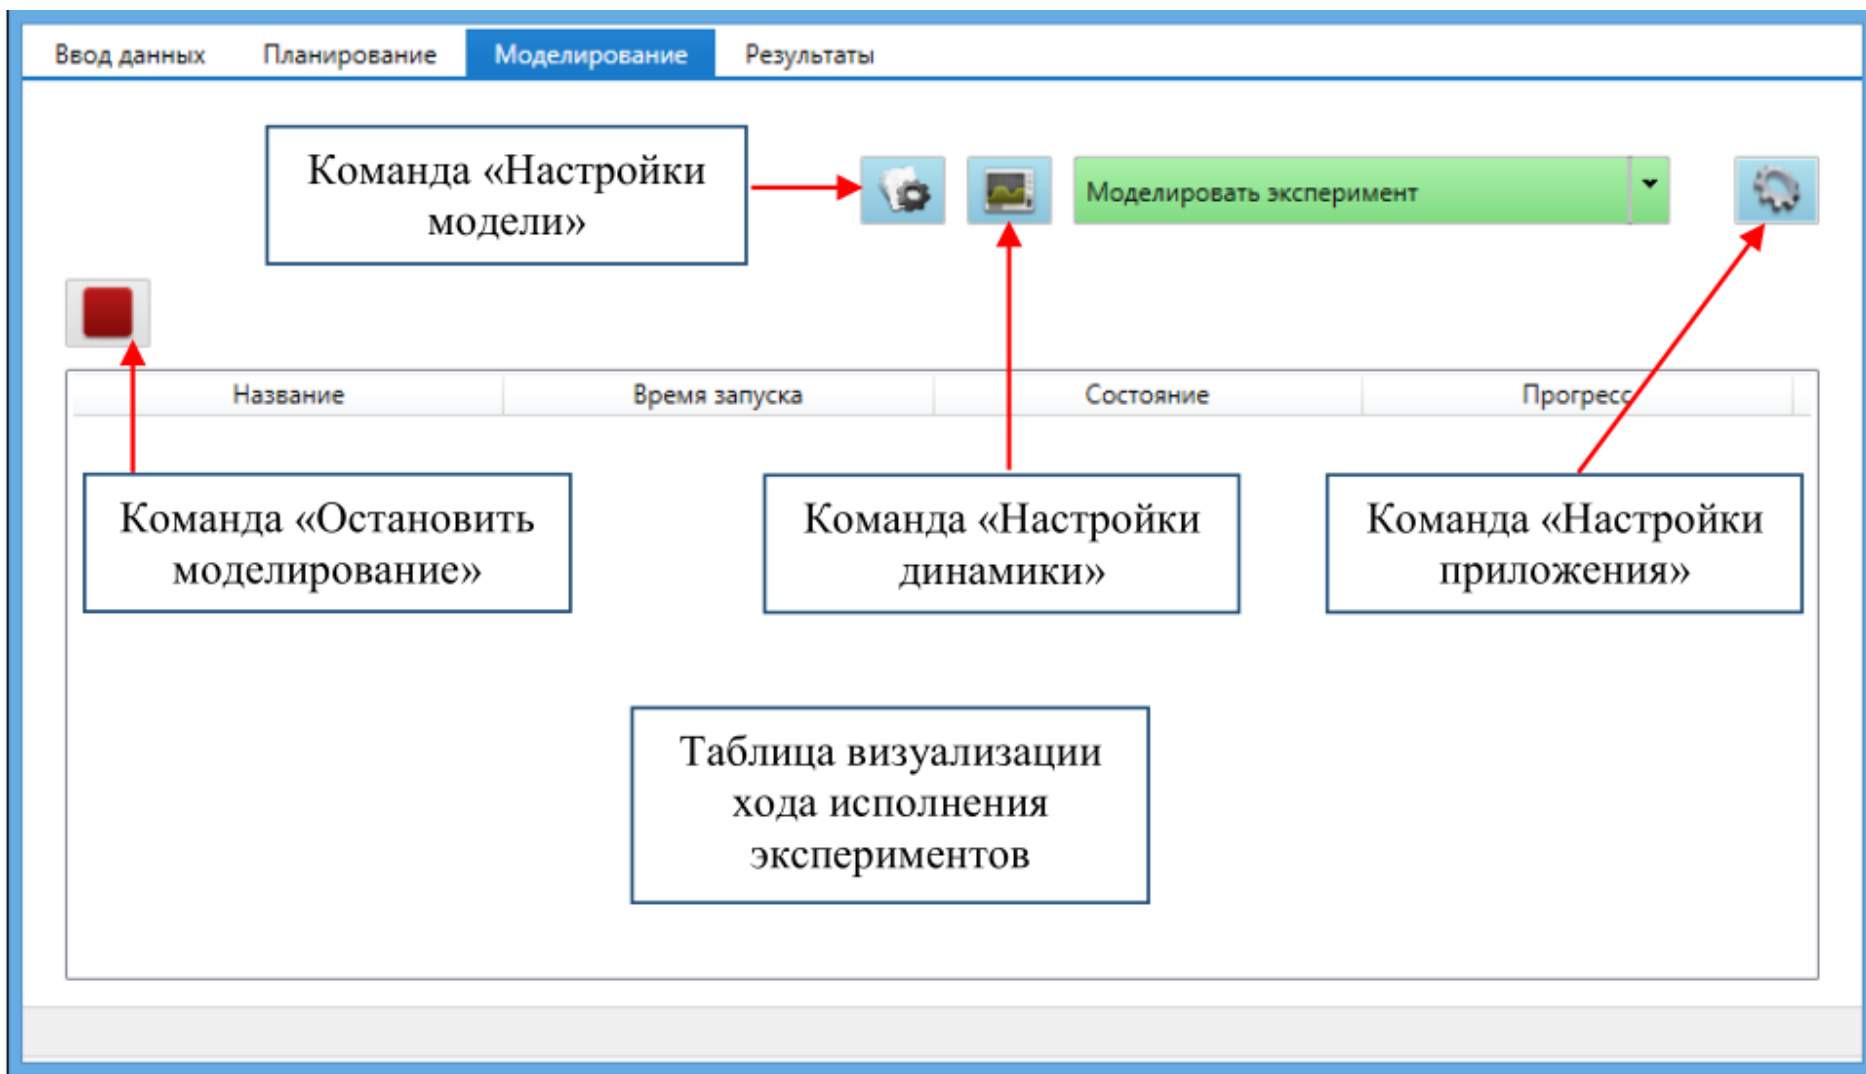 Ввод данных Планирование Моделирование Результаты
Команда «Настройки
модели»
Моделировать эксперимент
Название Время запуска Состояние Прогресс
Команда «Остановить
моделирование»
Команда «Настройки
динамики»
Команда «Настройки
приложения»
Таблица визуализации
хода исполнения
экспериментов